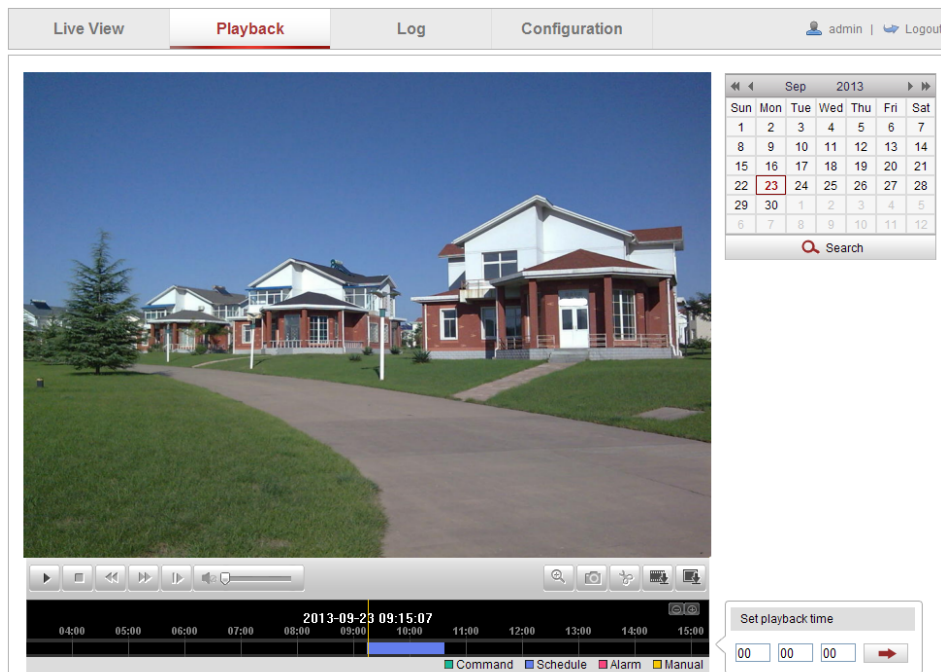 Live View Playback Log Configuration admin | Logout
Sep 2013
Sun Mon Tue Wed Thu Fri Sat
1 2 3 4 5 6 7
8 9 10 11 12 13 14
15 16 17 18 19 20 21
22 23 24 25 26 27 28
29 30 1 2 3 4 5
6 7 8 9 10 11 12
Search
2013-09-23 09:15:07
04:00 05:00 06:00 07:00 08:00 09:00 10:00 11:00 12:00 13:00 14:00 15:00
Command Schedule Alarm Manual
Set playback time
00 00 00